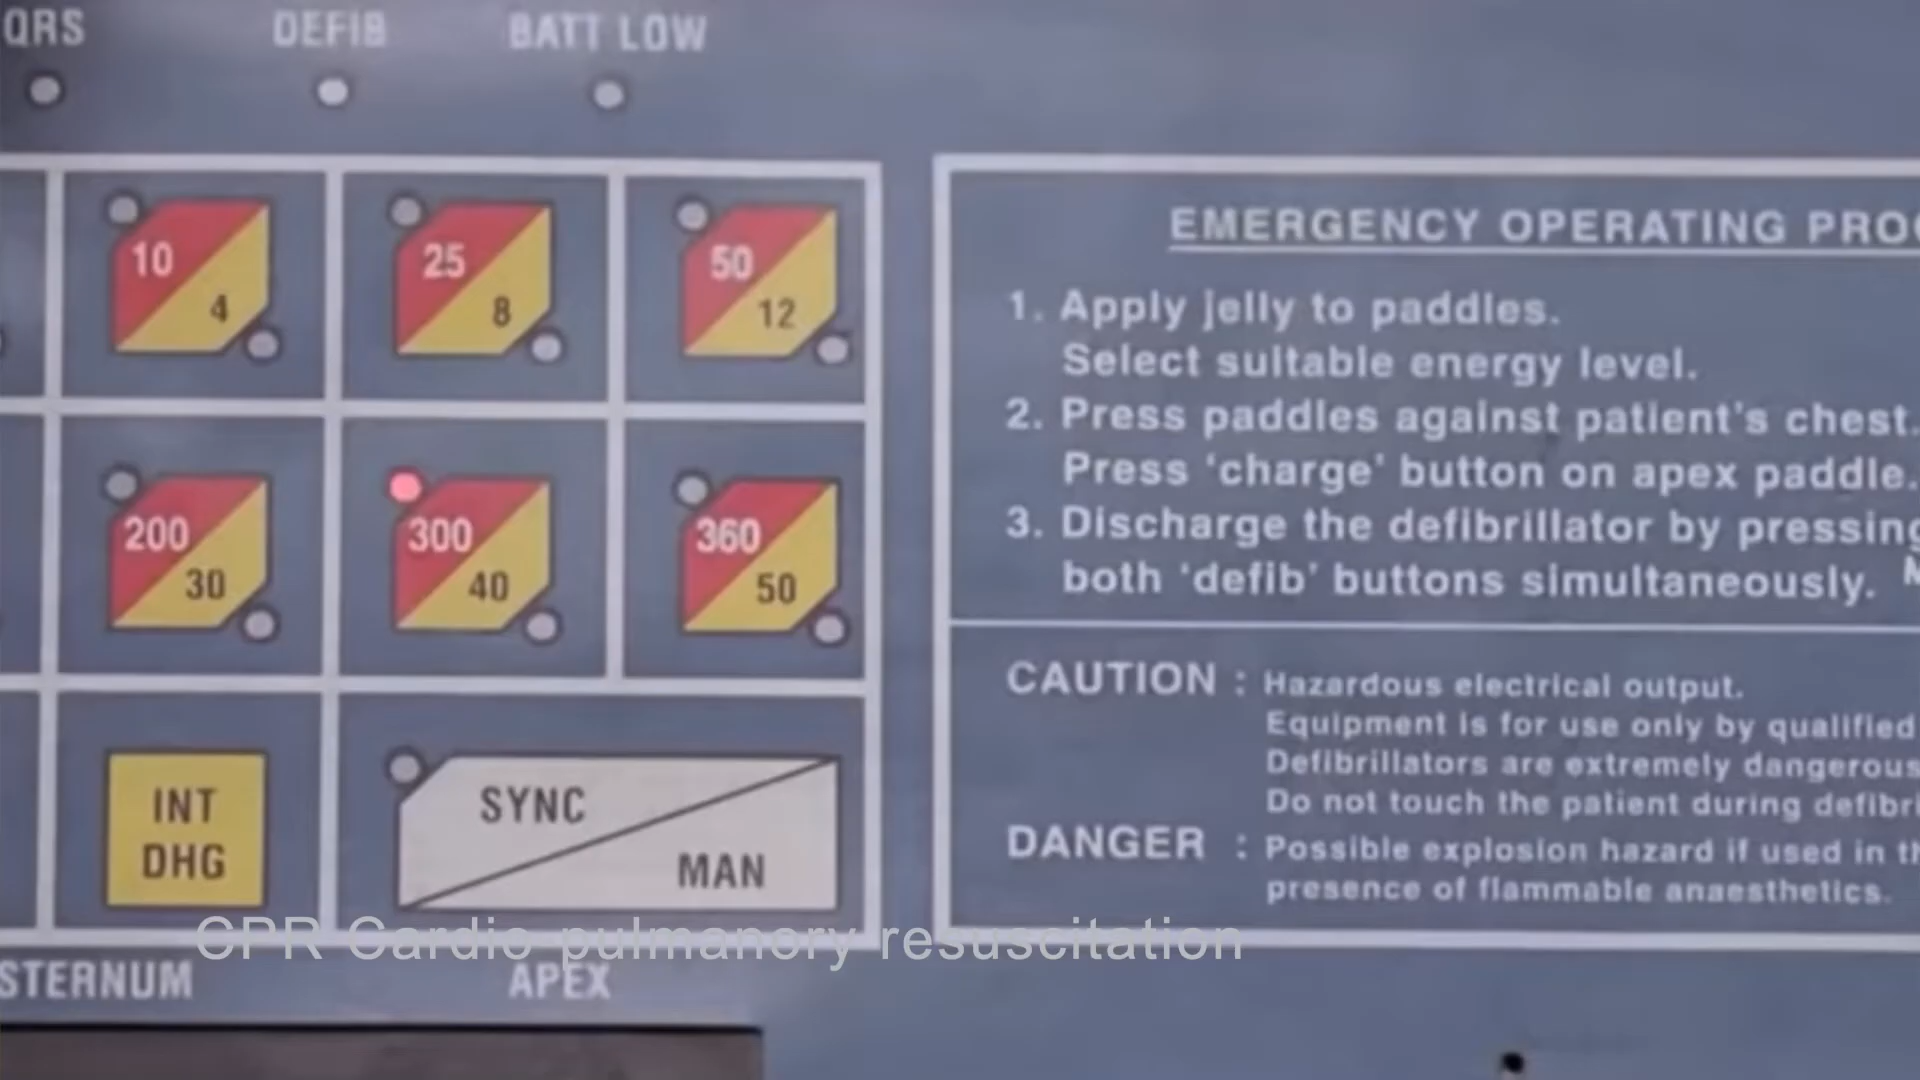 QRS DEFIB BATT LOW
10 4
25 8
50 12
200 30
300 40
360 50
INT
DHG
SYNC
MAN
STERNUM APEX
EMERGENCY OPERATING
1. Apply jelly to paddles.
Select suitable energy level.
2. Press paddles against patient's chest.
Press 'charge' button on apex paddle.
3. Discharge the defibrillator by pressing
both 'defib' buttons simultaneously.
CAUTION : Hazardous electrical output.
Equipment is for use only by qualified
Defibrillators are extremely dangerous
Do not touch the patient during
DANGER : Possible explosion hazard if used in
presence of flammable anaesthetics.
CPR Cardio pulmanory resuscitation